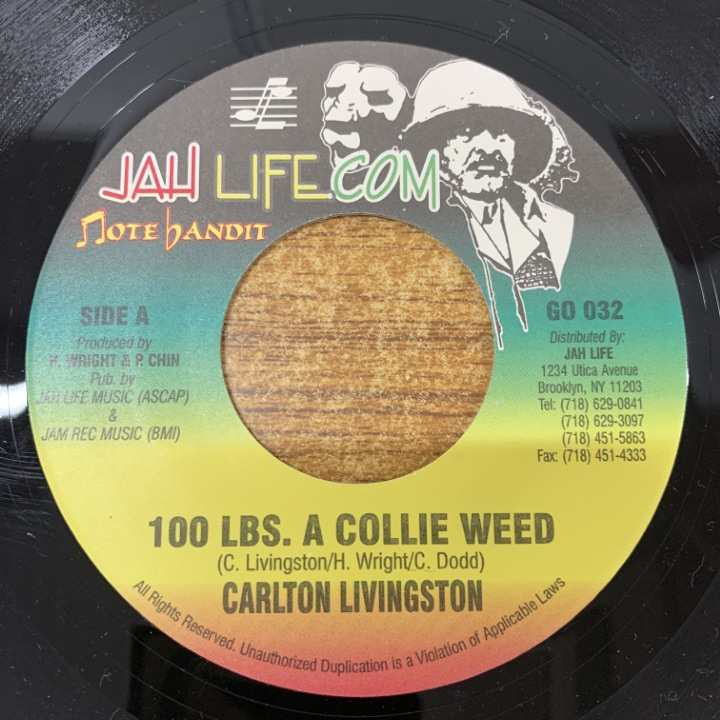 JAH LIFE.COM
NOTE bANDIT
SIDE A
Produced by
H. WRIGHT & P. CHIN
Pub. by
JAH LIFE MUSIC (ASCAP)
&
JAM REC MUSIC (BMI)
GO 032
Distributed By:
JAH LIFE
1234 Utica Avenue
Brooklyn, NY 11203
Tel: (718) 629-0841
(718) 629-3097
(718) 451-5863
Fax: (718) 451-4333
100 LBS. A COLLIE WEED
(C. Livingston/H. Wright/C. Dodd)
CARLTON LIVINGSTON
All Rights Reserved. Unauthorized Duplication is a Violation of Applicable Laws